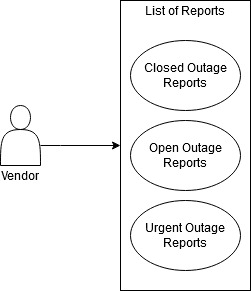 List of Reports
Closed Outage
Reports
Open Outage
Reports
Vendor
Urgent Outage
Reports